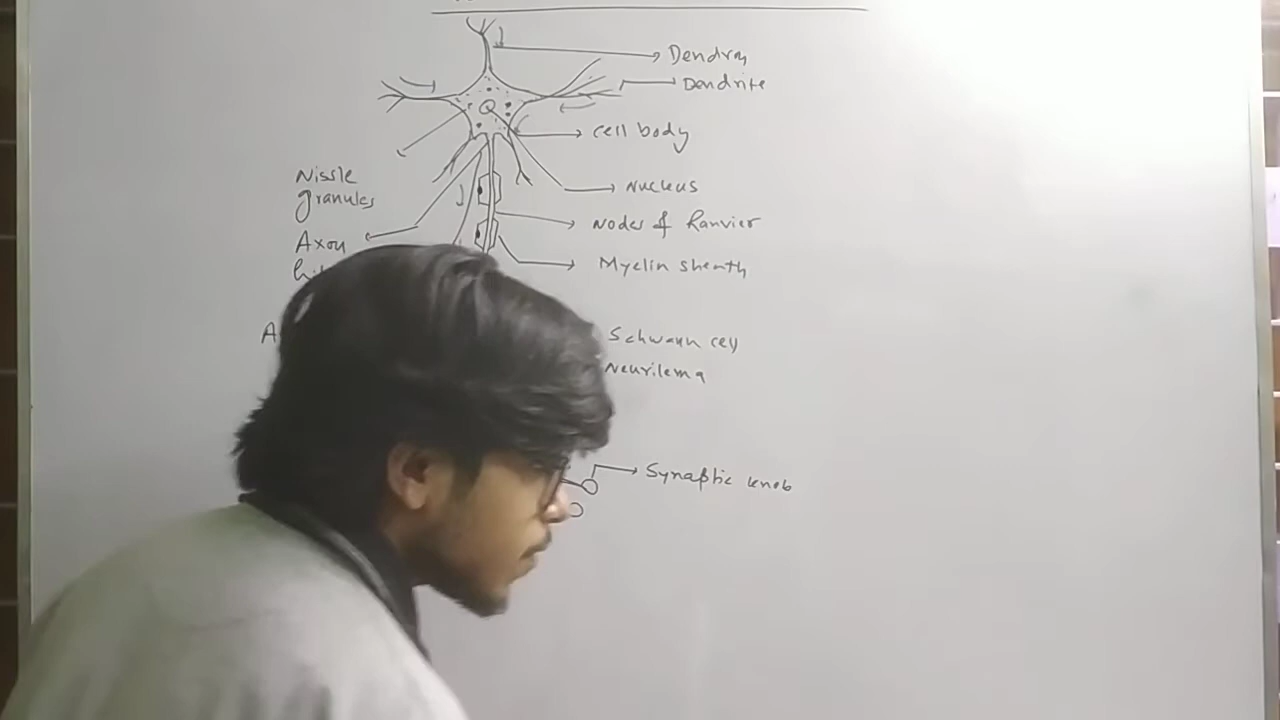 Dendron
Dendrite
Cell body
Nissle
granules
Nucleus
Nodes of Ranvier
Axon
Myelin sheath
A
Schwann cell
Neurilema
Synaptic knob